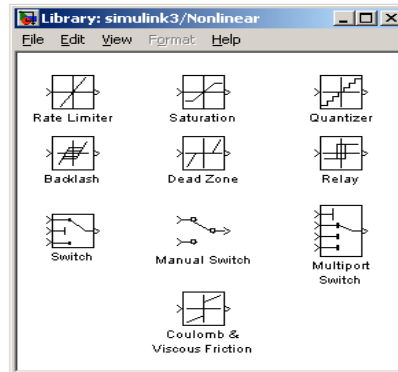 Library: simulink3/Nonlinear
File Edit View Format Help
Rate Limiter Saturation Quantizer
Backlash Dead Zone Relay
Switch Manual Switch Multiport
Switch
Coulomb &
Viscous Friction